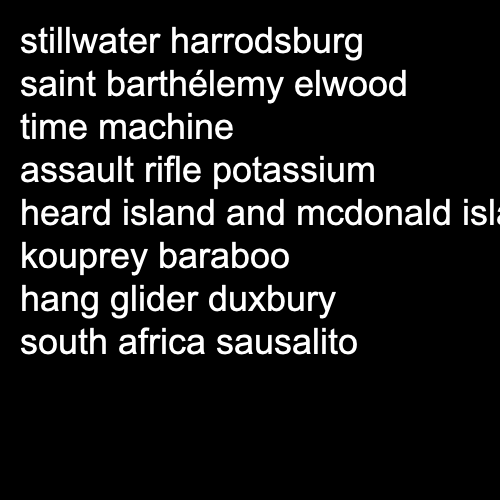 stillwater harrodsburg
saint barthélemy elwood
time machine
assault rifle potassium
heard island and mcdonald
kouprey baraboo
hang glider duxbury
south africa sausalito